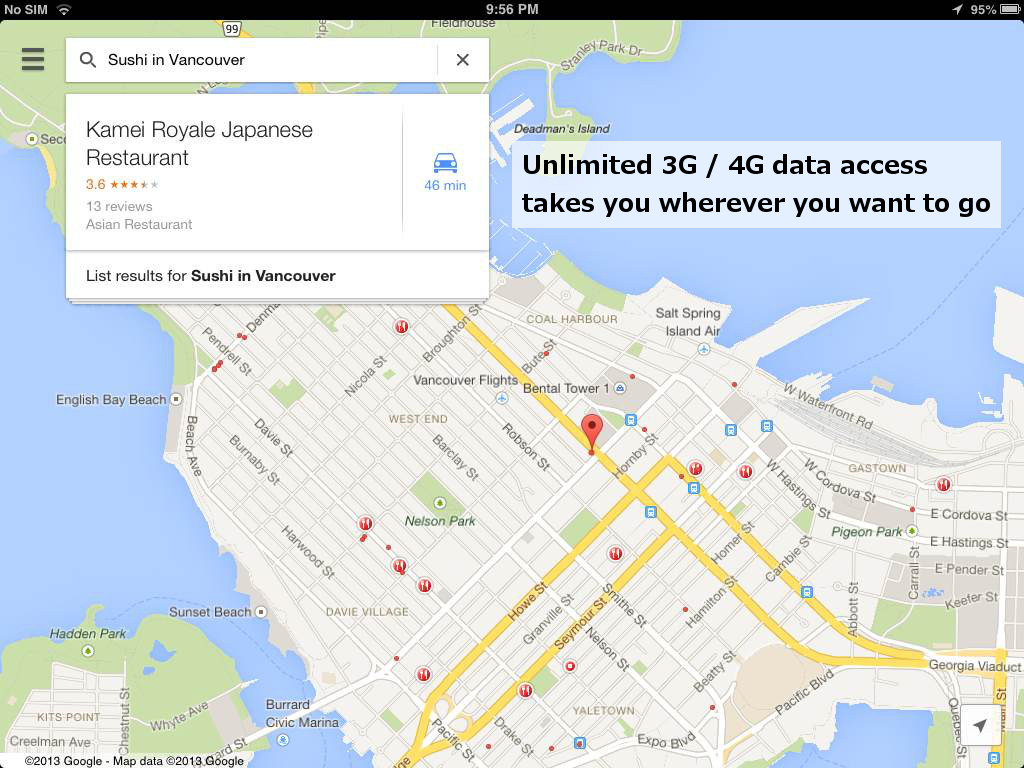 No SIM
9:56 PM
95%
99
Fieldhouse
Stanley Park Dr
Sushi in Vancouver
Deadman's Island
Kamei Royale Japanese
Restaurant
3.6
13 reviews
Asian Restaurant
46 min
List results for Sushi in Vancouver
Unlimited 3G / 4G data access
takes you wherever you want to go
Salt Spring
Island Air
COAL HARBOUR
Pendrell St
Broughton St
Bute St
Nicola St
Vancouver Flights
Bental Tower 1
W Waterfront Rd
English Bay Beach
Beach Ave
WEST END
Davie St
Burnaby St
Barclay St
Robson St
Hornby St
GASTOWN
W Cordova St
W Hastings St
E Cordova St
Nelson Park
Pigeon Park
E Hastings St
Harwood St
Homer St
Cambie St
E Pender St
Carrall St
Keefer St
Abbott St
Sunset Beach
DAVIE VILLAGE
Howe St
Granville St
Seymour St
Smithe St
Hamilton St
Nelson St
Hadden Park
Beatty St
Georgia Viaduct
Pacific Blvd
Main St
KITS POINT
Chestnut St
Whyte Ave
Burrard
Civic Marina
YALETOWN
Creelman Ave
Pacific St
Drake St
Expo Blvd
©2013 Google - Map data ©2013 Google